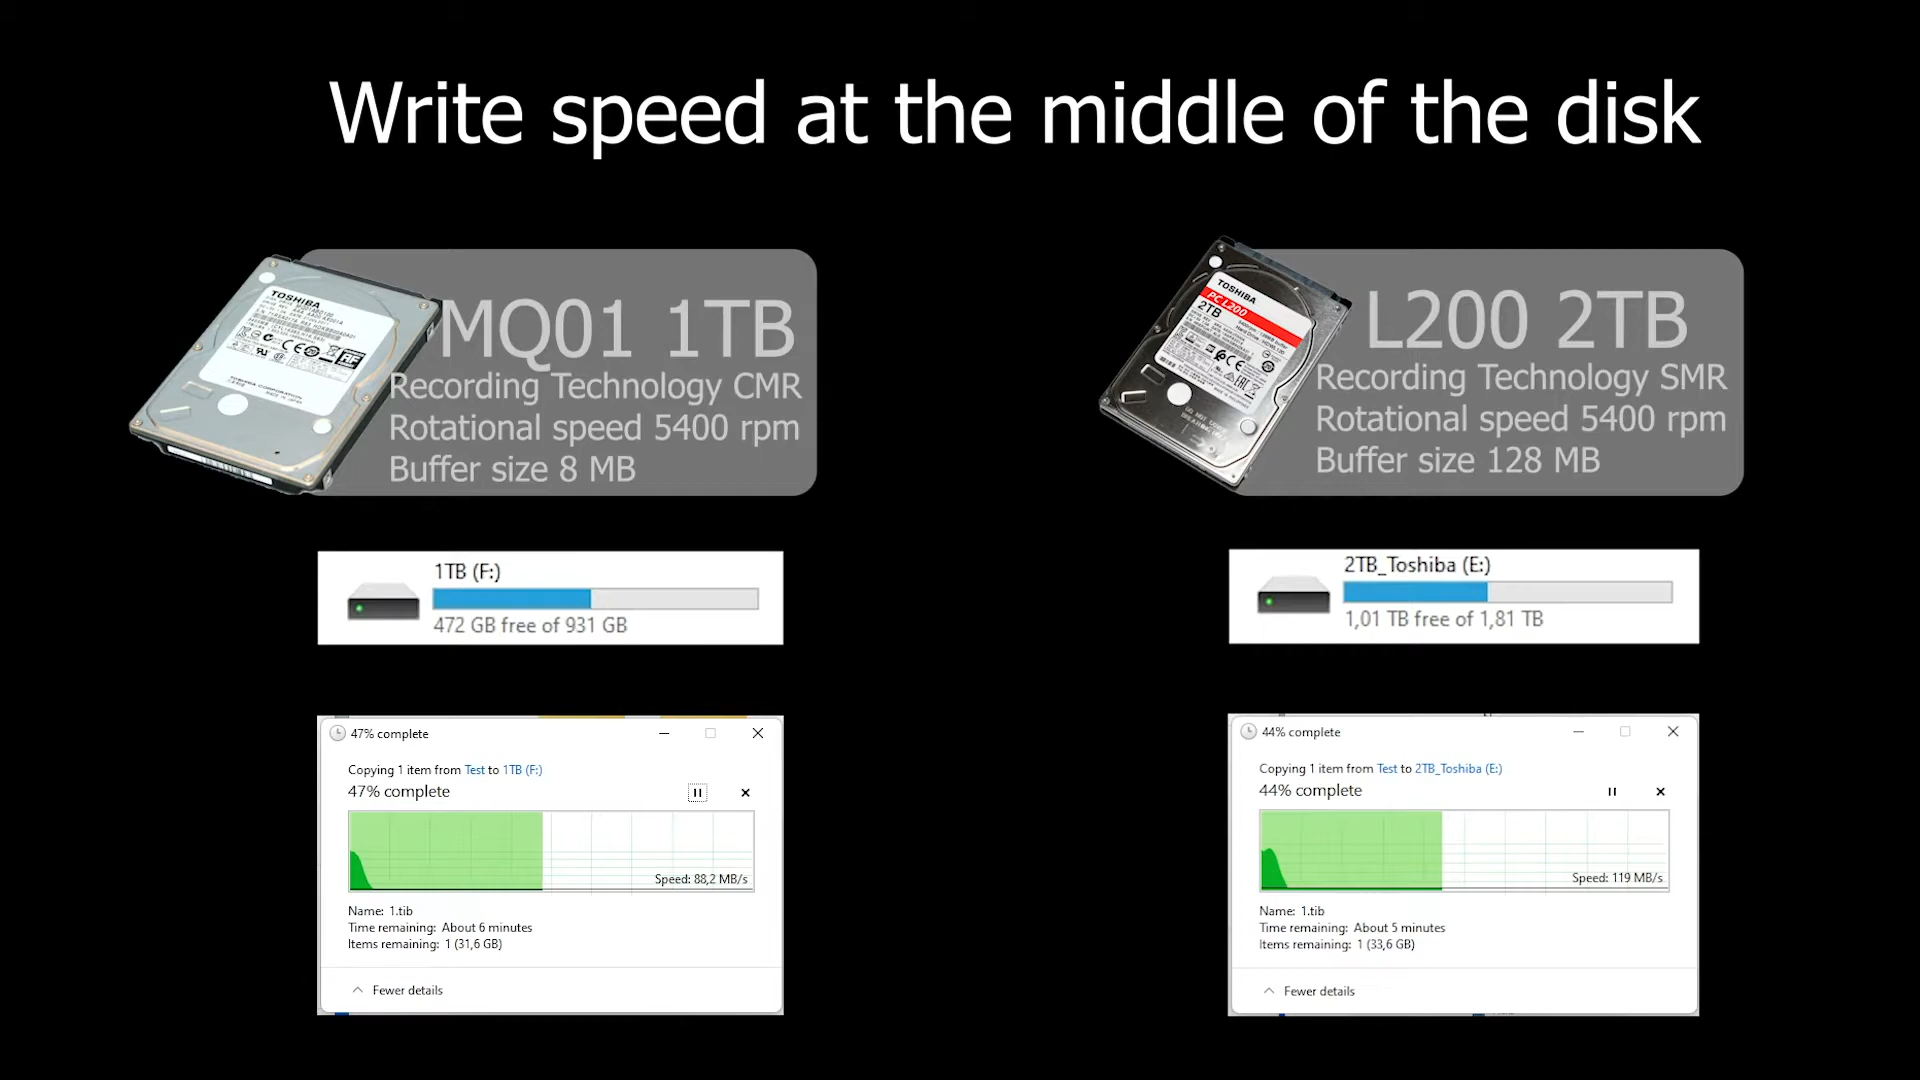 Write speed at the middle of the disk
TOSHIBA
MQ01 1TB
Recording Technology CMR
Rotational speed 5400 rpm
Buffer size 8 MB
TOSHIBA
PC L200
2TB
L200 2TB
Recording Technology SMR
Rotational speed 5400 rpm
Buffer size 128 MB
1TB (F:)
472 GB free of 931 GB
2TB_Toshiba (E:)
1,01 TB free of 1,81 TB
47% complete
Copying 1 item from Test to 1TB (F:)
47% complete
Speed: 88,2 MB/s
Name: 1.tib
Time remaining: About 6 minutes
Items remaining: 1 (31,6 GB)
Fewer details
44% complete
Copying 1 item from Test to 2TB_Toshiba (E:)
44% complete
Speed: 119 MB/s
Name: 1.tib
Time remaining: About 5 minutes
Items remaining: 1 (33,6 GB)
Fewer details